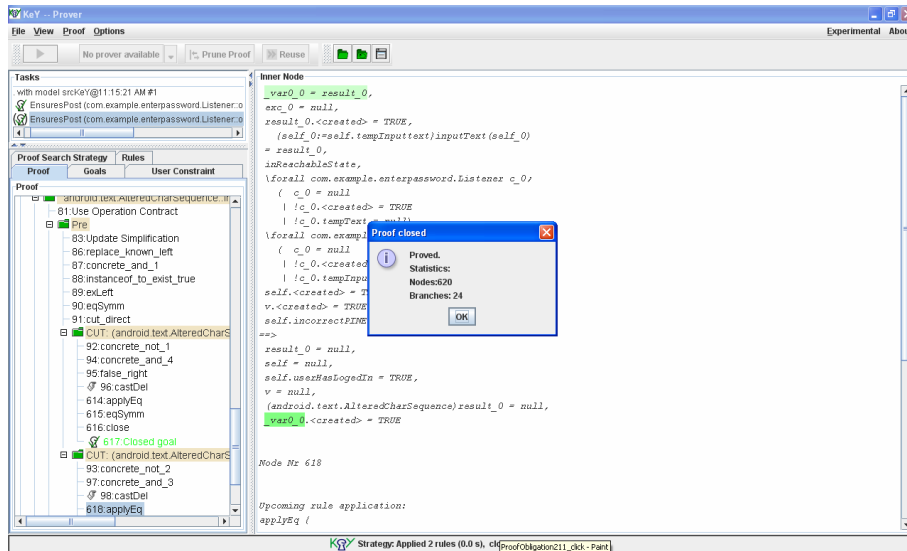 KeY -- Prover
File View Proof Options
Experimental Abou
No prover available
Prune Proof
Reuse
Tasks
with model srcKeY@11:15:21 AM #1
EnsuresPost (com.example.enterpassword.Listener::o
EnsuresPost (com.example.enterpassword.Listener::o
Proof Search Strategy Rules
Proof Goals User Constraint
Proof
android.text.AlteredCharSequence::i
81:Use Operation Contract
Pre
83:Update Simplification
86:replace_known_left
87:concrete_and_1
88:instanceof_to_exist_true
89:exLeft
90:eqSymm
91:cut_direct
CUT: (android.text.AlteredCharS
92:concrete_not_1
94:concrete_and_4
95:false_right
96:castDel
614:applyEq
615:eqSymm
616:close
617:Closed goal
CUT: (android.text.AlteredCharS
93:concrete_not_2
97:concrete_and_3
98:castDel
618:applyEq
Inner Node
_var0_0 = result_0,
exc_0 = null,
result_0.<created> = TRUE,
{self_0:=self.tempInputtext}inputText(self_0)
= result_0,
inReachableState,
\forall com.example.enterpassword.Listener c_0;
( c_0 = null
| !c_0.<created> = TRUE
| !c_0.tempText = null)
\forall com.exampl
( c_0 = null
| !c_0.<created
| !c_0.tempInpu
self.<created> = T
v.<created> = TRUE
self.incorrectPINE
==>
result_0 = null,
self = null,
self.userHasLogedIn = TRUE,
v = null,
(android.text.AlteredCharSequence)result_0 = null,
_var0_0.<created> = TRUE
Node Nr 618
Upcoming rule application:
applyEq {
Proof closed
Proved.
Statistics:
Nodes:620
Branches: 24
OK
KeY Strategy: Applied 2 rules (0.0 s), clo
ProofObligation211_click - Paint